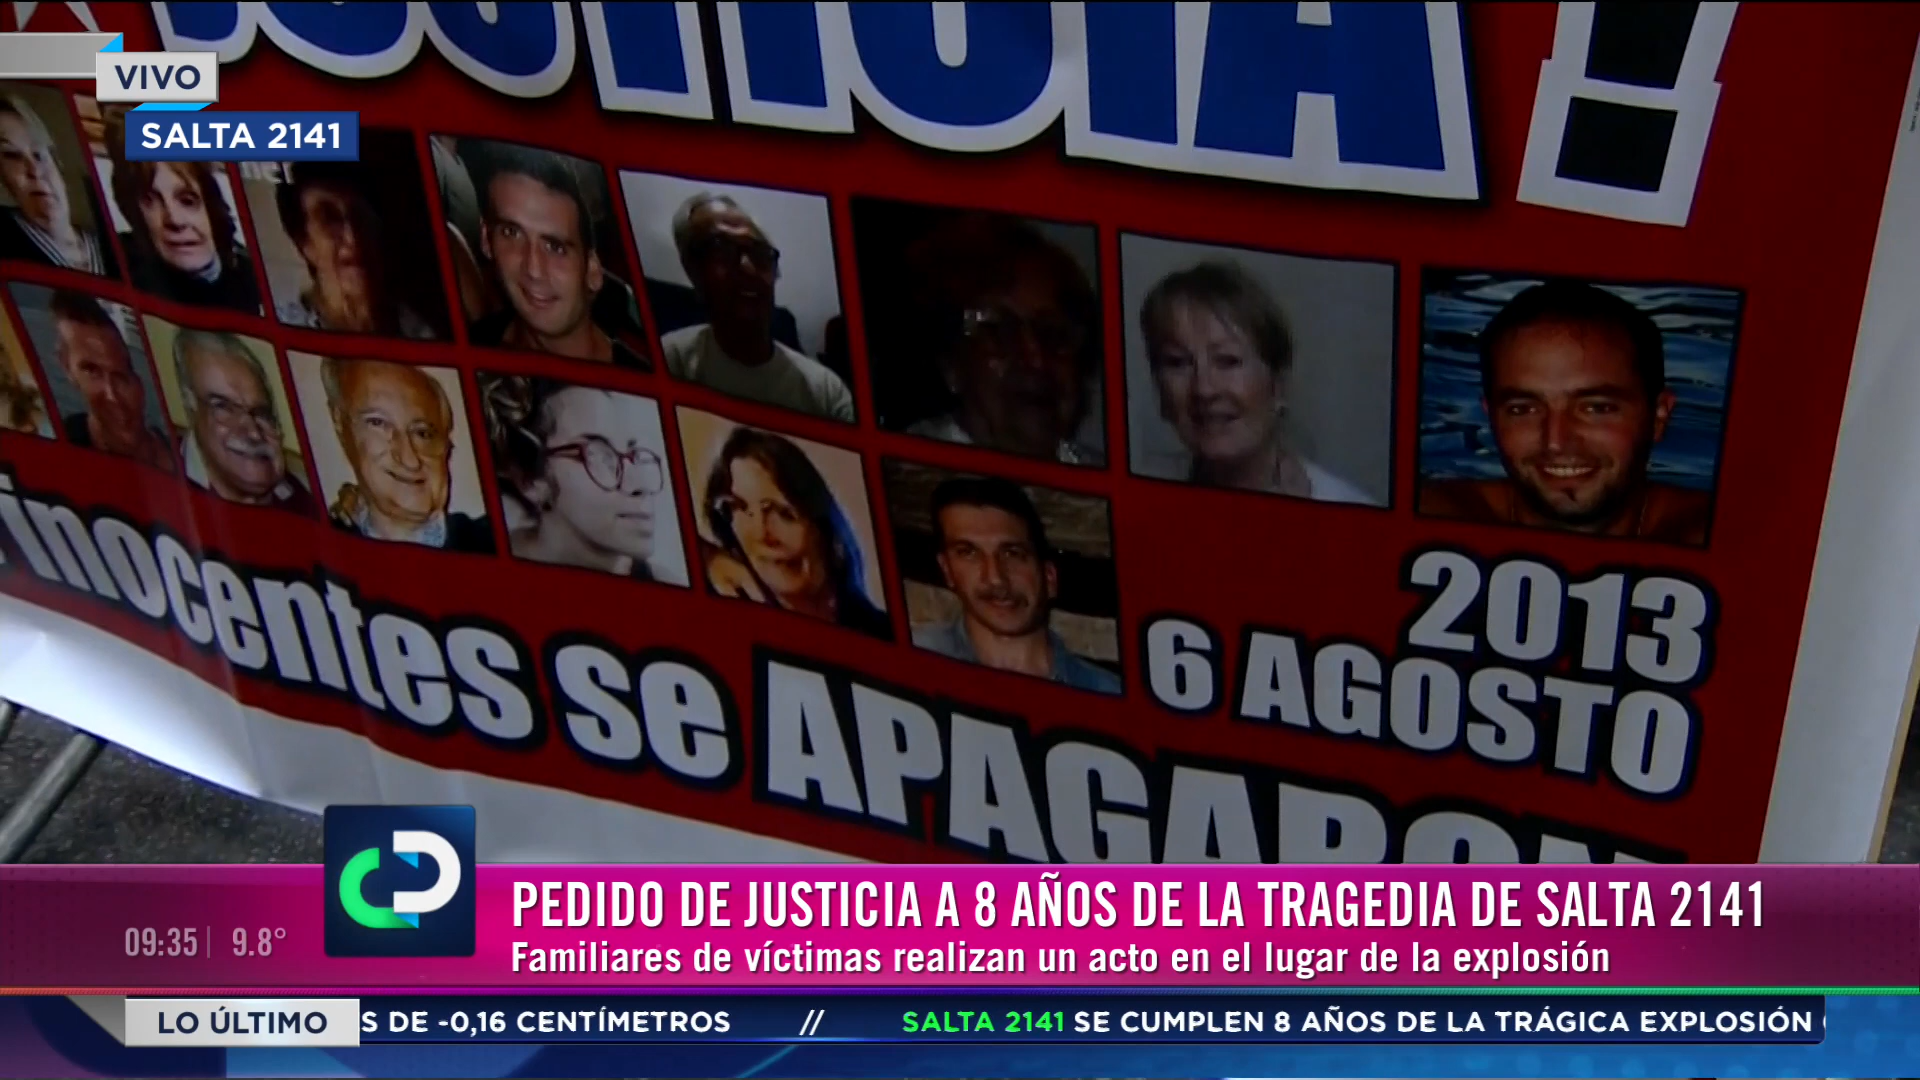 VIVO
SALTA 2141
¡JUSTICIA!
2013
6 AGOSTO
inocentes se APAGARON
PEDIDO DE JUSTICIA A 8 AÑOS DE LA TRAGEDIA DE SALTA 2141
Familiares de víctimas realizan un acto en el lugar de la explosión
09:35 | 9.8°
LO ÚLTIMO
S DE -0,16 CENTÍMETROS // SALTA 2141 SE CUMPLEN 8 AÑOS DE LA TRÁGICA EXPLOSIÓN